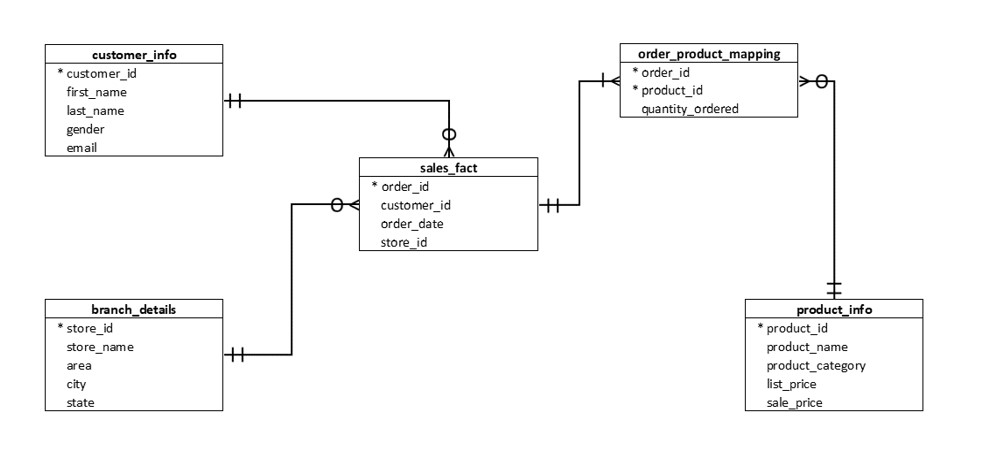 customer_info
* customer_id
first_name
last_name
gender
email
order_product_mapping
* order_id
* product_id
quantity_ordered
sales_fact
* order_id
customer_id
order_date
store_id
branch_details
* store_id
store_name
area
city
state
product_info
* product_id
product_name
product_category
list_price
sale_price